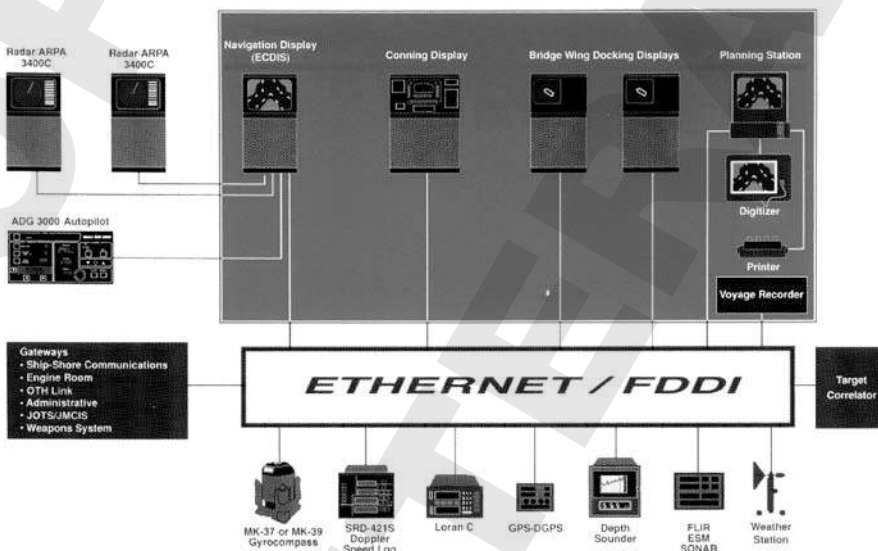 Radar ARPA
3400C
Radar ARPA
3400C
Navigation Display
(ECDIS)
Conning Display
Bridge Wing Docking Displays
Planning Station
Digitizer
Printer
Voyage Recorder
ADG 3000 Autopilot
Gateways
• Ship-Shore Communications
• Engine Room
• OTH Link
• Administrative
• JOTS/JMCIS
• Weapons System
ETHERNET / FDDI
Target
Correlator
MK-37 or MK-39
Gyrocompass
SRD-421S
Doppler
Speed Log
Loran C
GPS-DGPS
Depth
Sounder
FLIR
ESM
SONAR
Weather
Station